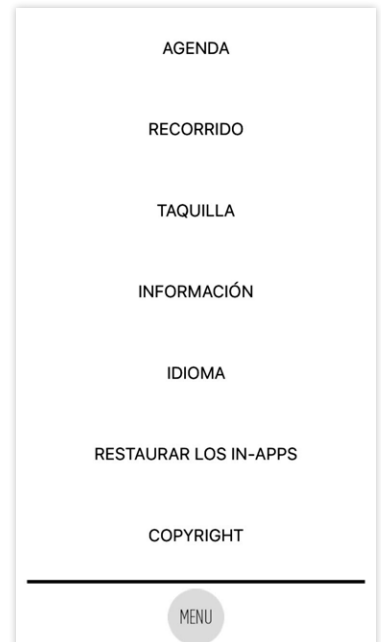 AGENDA
RECORRIDO
TAQUILLA
INFORMACIÓN
IDIOMA
RESTAURAR LOS IN-APPS
COPYRIGHT
MENU